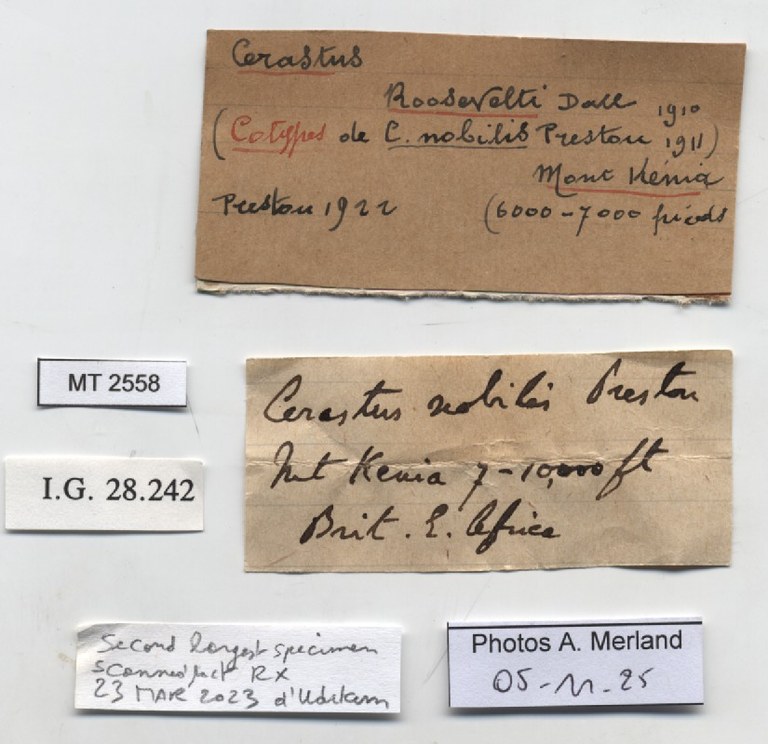 Cerastus
Roosevelti Dall 1910
(Cotypes de C. nobilis Preston 1911)
Mont Kénia
Preston 1922 (6000-7000 pieds
MT 2558
Cerastus nobilis Preston
Mt Kenia 7-10,000 ft
Brit. E. Africa
I.G. 28.242
Second largest specimen
scanned RX
23 MAR 2023
Photos A. Merland
05-11-25